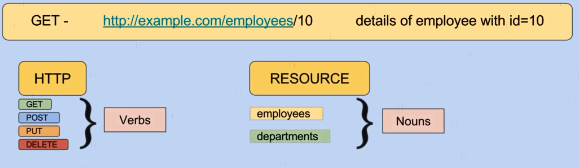 GET - http://example.com/employees/10 details of employee with id=10
HTTP
RESOURCE
GET
POST
PUT
DELETE
Verbs
employees
departments
Nouns